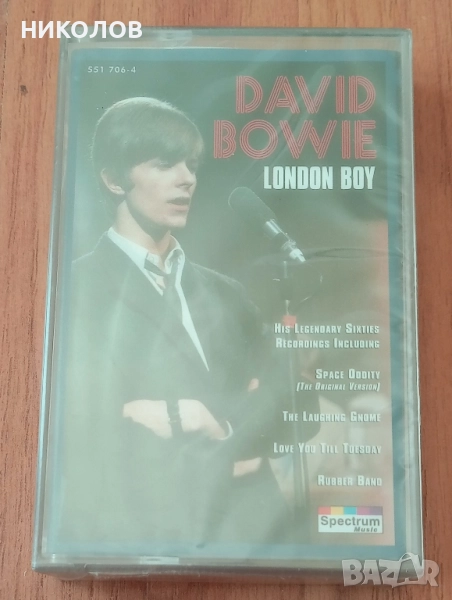 НИКОЛОВ
551 706-4
DAVID
BOWIE
LONDON BOY
HIS LEGENDARY SIXTIES
RECORDINGS INCLUDING
SPACE ODDITY
(THE ORIGINAL VERSION)
THE LAUGHING GNOME
LOVE YOU TILL TUESDAY
RUBBER BAND
Spectrum
Music
BAZAR